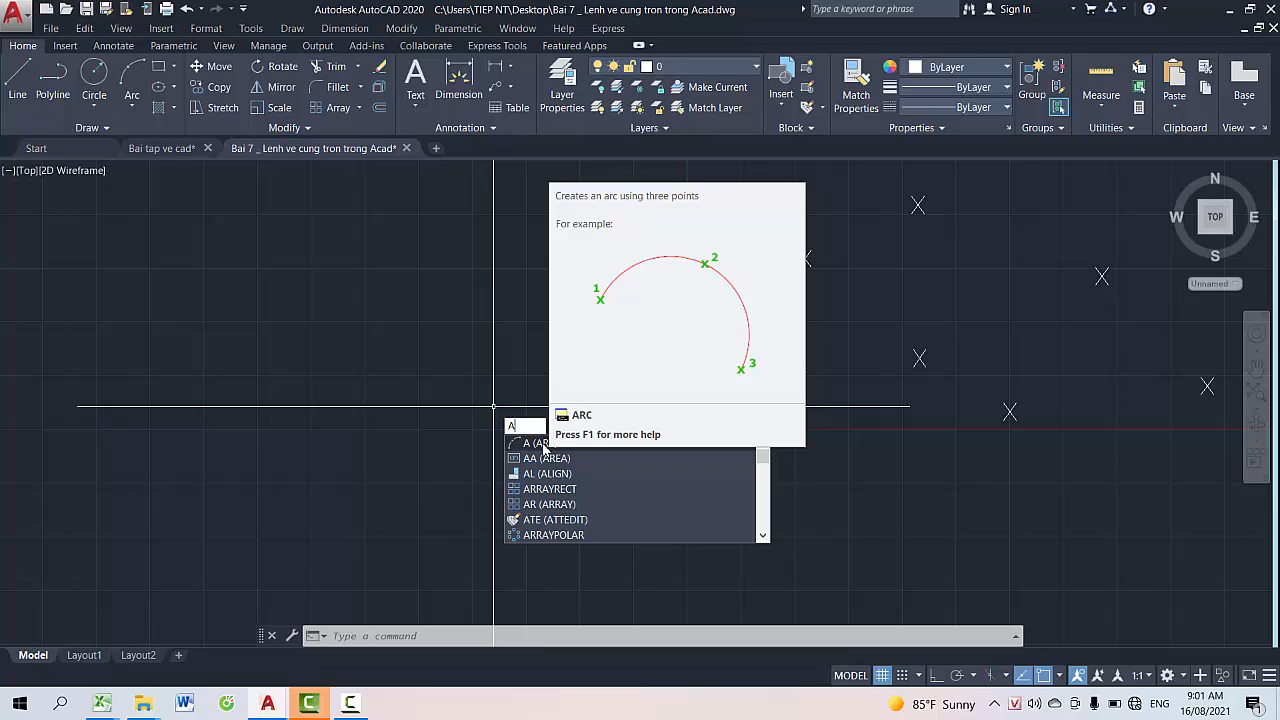 Autodesk AutoCAD 2020 C:\Users\TIEP NT\Desktop\Bai 7 _ Lenh ve cung tron trong Acad.dwg
Type a keyword or phrase
Sign In
File Edit View Insert Format Tools Draw Dimension Modify Parametric Window Help Express
Home Insert Annotate Parametric View Manage Output Add-ins Collaborate Express Tools Featured Apps
Line Polyline Circle Arc
Move Rotate Trim
Copy Mirror Fillet
Stretch Scale Array
Text Dimension Table
Layer Properties
0
Make Current
Match Layer
Insert
Match Properties
ByLayer
ByLayer
ByLayer
Group
Measure
Paste
Base
Draw Modify Annotation Layers Block Properties Groups Utilities Clipboard View
Start Bai tap ve cad* Bai 7 _ Lenh ve cung tron trong Acad*
[−][Top][2D Wireframe]
Creates an arc using three points
For example:
1
2
3
ARC
Press F1 for more help
N
W TOP E
S
Unnamed
A
A (AR
AA (AREA)
AL (ALIGN)
ARRAYRECT
AR (ARRAY)
ATE (ATTEDIT)
ARRAYPOLAR
Type a command
Model Layout1 Layout2
MODEL
1:1
85°F Sunny
ENG
9:01 AM
16/08/2021